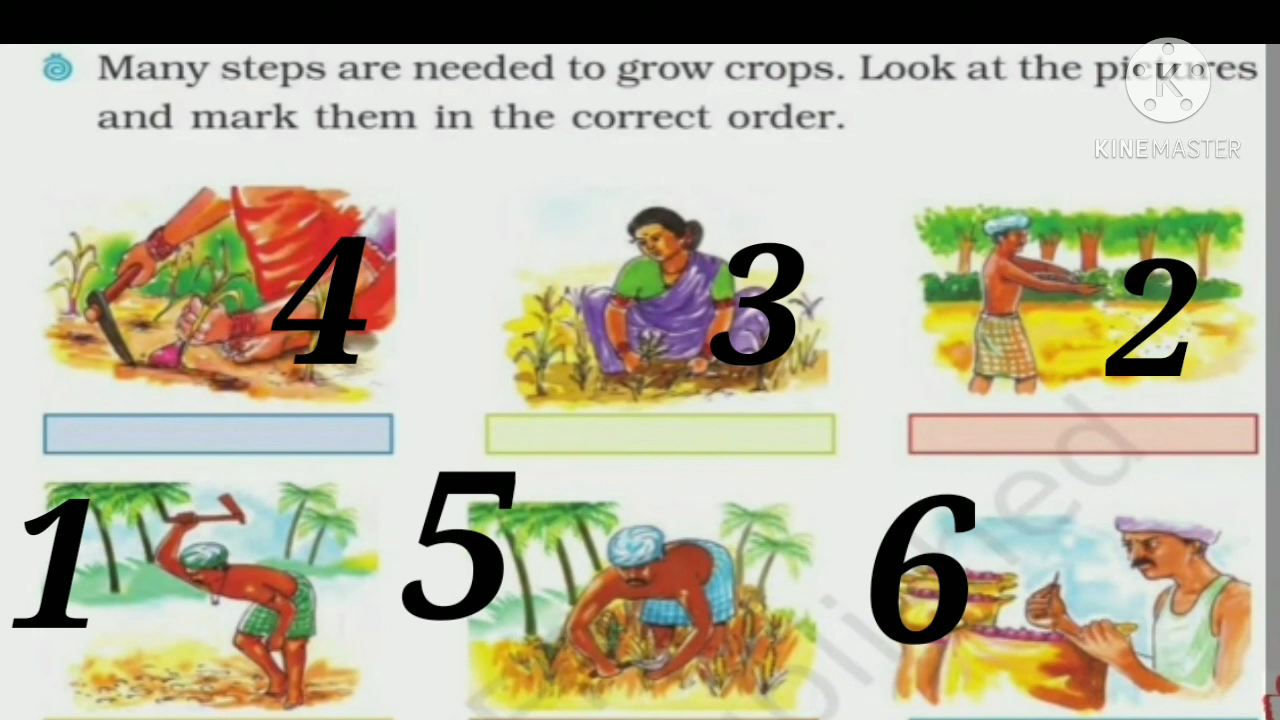 Many steps are needed to grow crops. Look at the pictures
and mark them in the correct order.
K
KINEMASTER
4
3
2
1
5
6